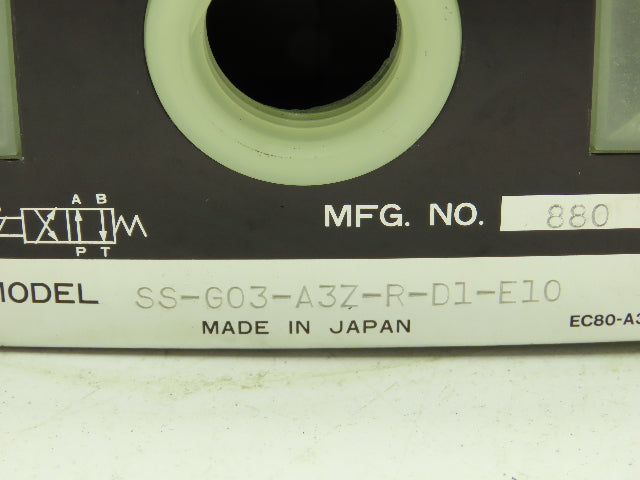 A B
P T
MFG. NO. 880
MODEL SS-G03-A3Z-R-D1-E10
MADE IN JAPAN
EC80-A3